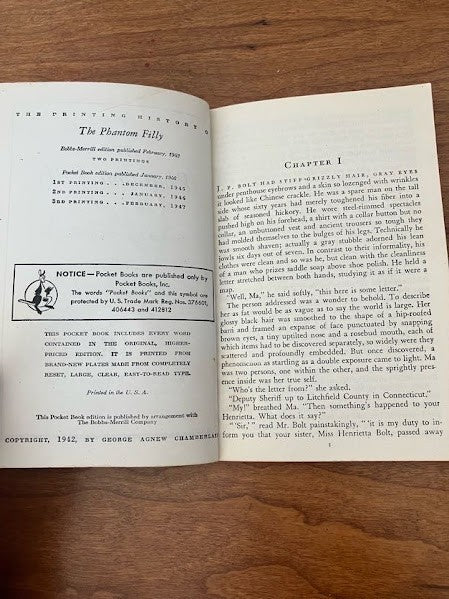 THE PRINTING HISTORY O
The Phantom Filly
Bobbs-Merrill edition published February, 1942
TWO PRINTINGS
Pocket Book edition published January, 1946
1ST PRINTING . . . DECEMBER, 1945
2ND PRINTING . . . JANUARY, 1946
3RD PRINTING . . . FEBRUARY, 1947
NOTICE—Pocket Books are published only by
Pocket Books, Inc.
The words "Pocket Book" and this symbol are
protected by U. S. Trade Mark Reg. Nos. 376601,
406443 and 412812
THIS POCKET BOOK INCLUDES EVERY WORD
CONTAINED IN THE ORIGINAL, HIGHER-
PRICED EDITION. IT IS PRINTED FROM
BRAND-NEW PLATES MADE FROM COMPLETELY
RESET, LARGE, CLEAR, EASY-TO-READ TYPE.
Printed in the U. S. A.
This Pocket Book edition is published by arrangement with
The Bobbs-Merrill Company
COPYRIGHT, 1942, BY GEORGE AGNEW CHAMBERLAI
CHAPTER I
J. P. BOLT HAD STIFF GRIZZLY HAIR, GRAY EYES
under penthouse eyebrows and a skin so lozenged with wrinkles
it looked like Chinese crackle. He was a spare man on the tall
side whose sixty years had merely toughened his fiber into a
slab of seasoned hickory. He wore steel-rimmed spectacles
pushed high on his forehead, a shirt with a collar button but no
collar, an unbuttoned vest and ancient trousers so tough they
had molded themselves to the bulges of his legs. Technically he
was smooth shaven; actually a gray stubble adorned his lean
jowls six days out of seven. In contrast to their informality, his
clothes were clean and so was he, but clean with the cleanliness
of a man who prizes saddle soap above shoe polish. He held a
letter stretched between both hands, studying it as if it were a
map.
"Well, Ma," he said softly, "this here is some letter."
The person addressed was a wonder to behold. To describe
her as fat would be as vague as to say the world is large. Her
glossy black hair was smoothed to the shape of a hip-roofed
barn and framed an expanse of face punctuated by snapping
brown eyes, a tiny uptilted nose and a rosebud mouth, each of
which had to be discovered separately, so widely were they
scattered and profoundly embedded. But once discovered, a
phenomenon as startling as a double exposure came to light. Ma
was two persons, one within the other, and the sprightly pres-
ence inside was her true self.
"Who's the letter from?" she asked.
"Deputy Sheriff up to Litchfield County in Connecticut."
"My!" breathed Ma. "Then something's happened to your
Henrietta. What does it say?"
"'Sir,'" read Mr. Bolt painstakingly, "'it is my duty to in-
form you that your sister, Miss Henrietta Bolt, passed away
1